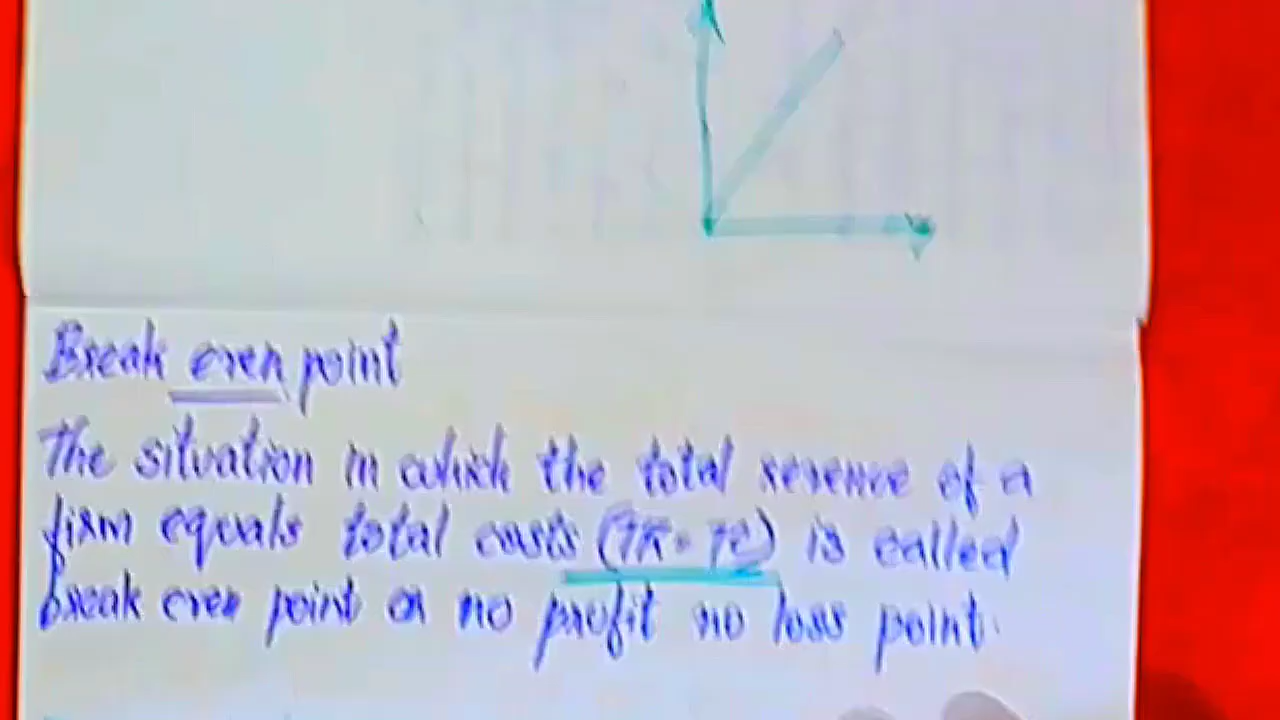 Break even point
The situation in which the total revenue of a
firm equals total costs (TR = TC) is called
break even point or no profit no loss point.